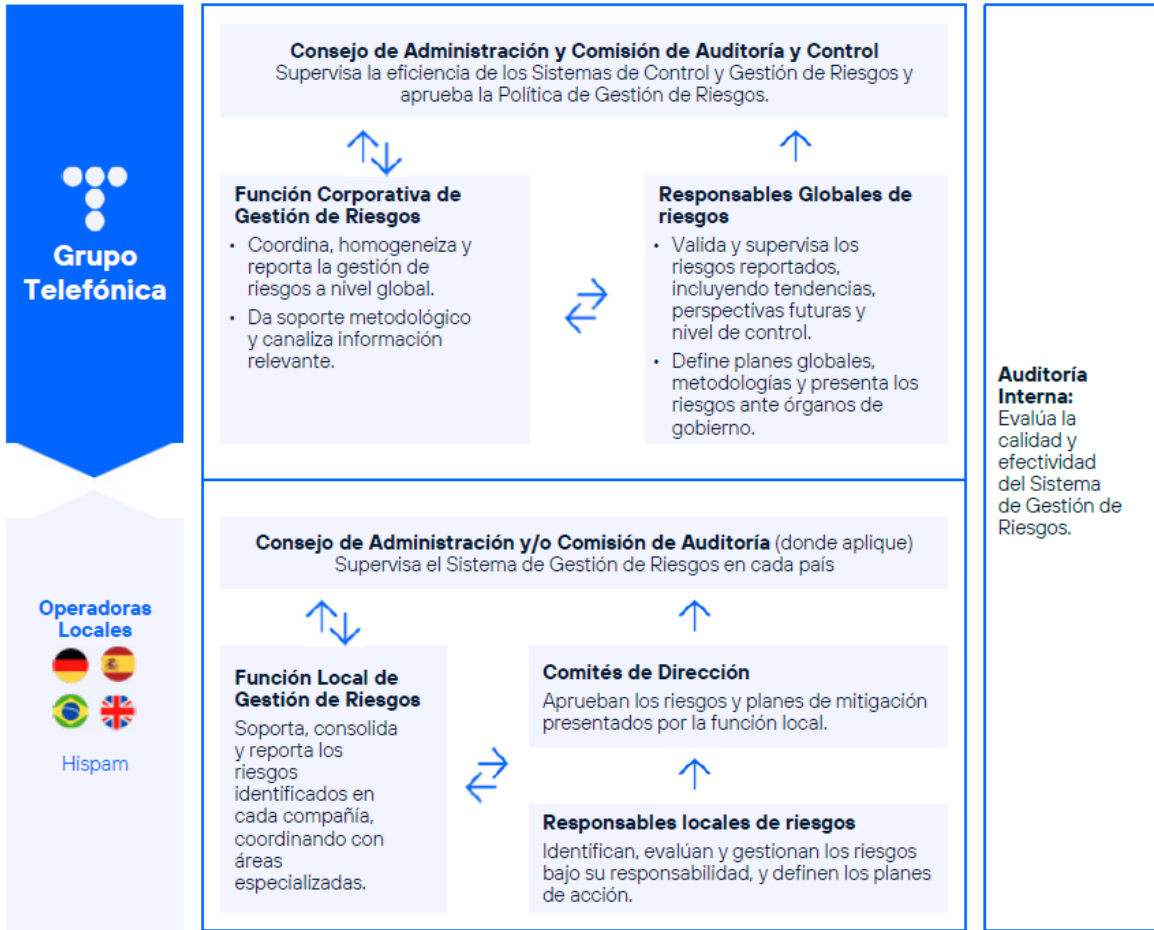 Grupo
Telefónica
Consejo de Administración y Comisión de Auditoría y Control
Supervisa la eficiencia de los Sistemas de Control y Gestión de Riesgos y
aprueba la Política de Gestión de Riesgos.
Función Corporativa de
Gestión de Riesgos
• Coordina, homogeneiza y
reporta la gestión de
riesgos a nivel global.
• Da soporte metodológico
y canaliza información
relevante.
Responsables Globales de
riesgos
• Valida y supervisa los
riesgos reportados,
incluyendo tendencias,
perspectivas futuras y
nivel de control.
• Define planes globales,
metodologías y presenta los
riesgos ante órganos de
gobierno.
Operadoras
Locales
Hispam
Consejo de Administración y/o Comisión de Auditoría (donde aplique)
Supervisa el Sistema de Gestión de Riesgos en cada país
Función Local de
Gestión de Riesgos
Soporta, consolida
y reporta los
riesgos
identificados en
cada compañía,
coordinando con
áreas
especializadas.
Comités de Dirección
Aprueban los riesgos y planes de mitigación
presentados por la función local.
Responsables locales de riesgos
Identifican, evalúan y gestionan los riesgos
bajo su responsabilidad, y definen los planes
de acción.
Auditoría
Interna:
Evalúa la
calidad y
efectividad
del Sistema
de Gestión de
Riesgos.